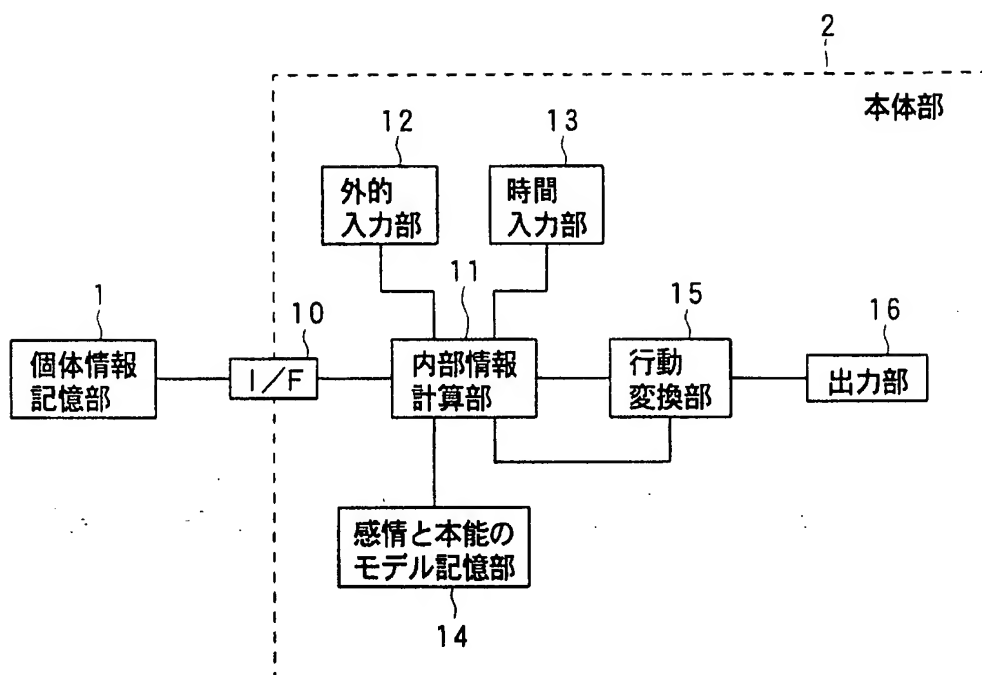 2
本体部
12
13
外的
入力部
時間
入力部
1
10
11
15
16
個体情報
記憶部
I/F
内部情報
計算部
行動
変換部
出力部
感情と本能の
モデル記憶部
14